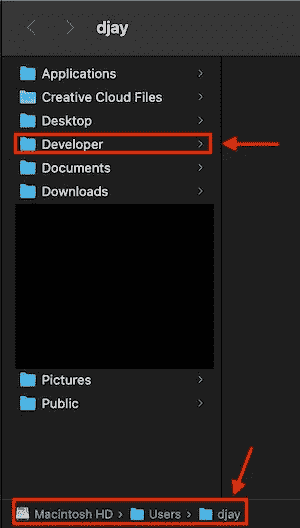 djay
Applications
Creative Cloud Files
Desktop
Developer
Documents
Downloads
Pictures
Public
Macintosh HD › Users › djay